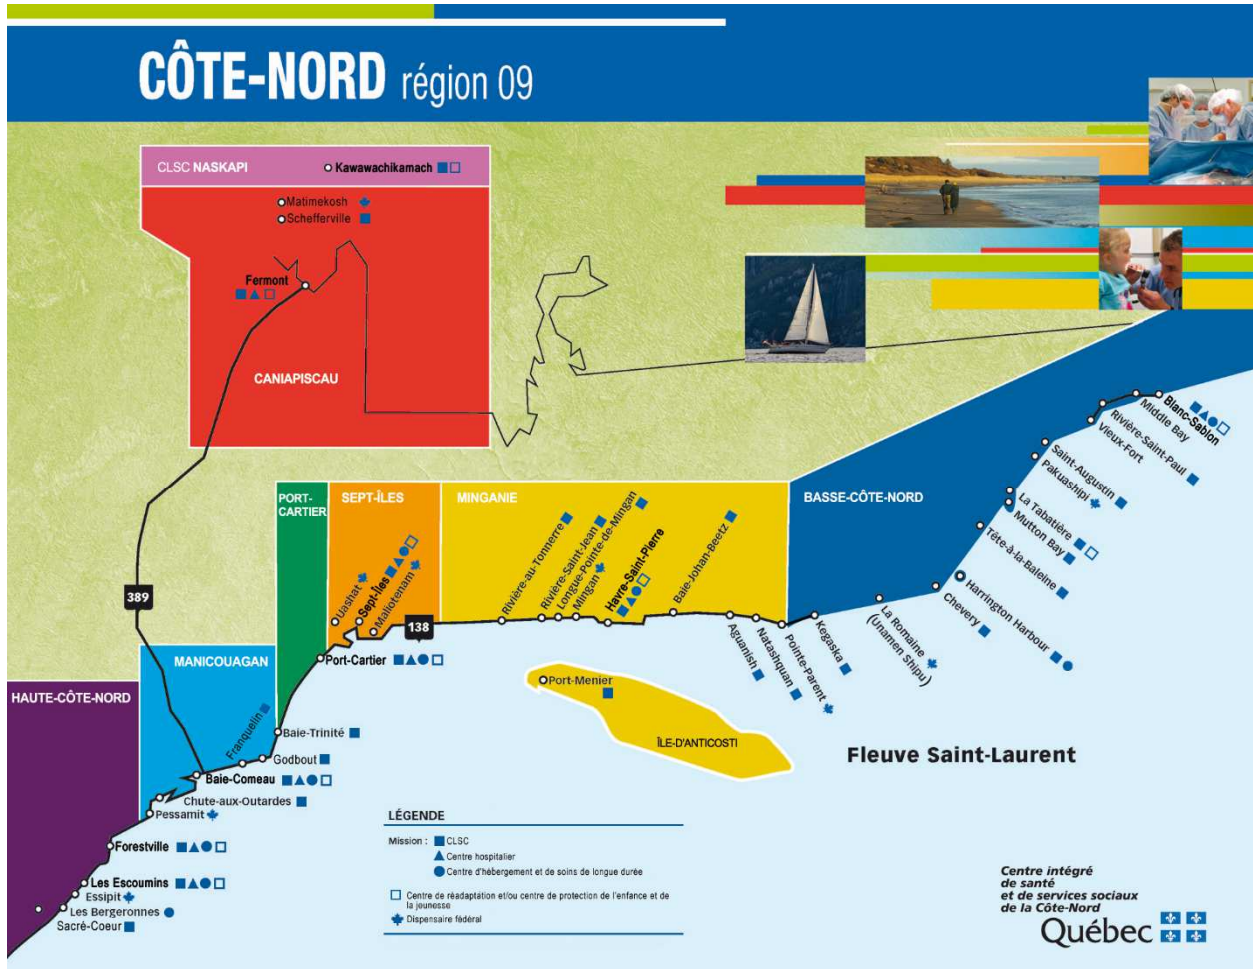 CÔTE-NORD région 09
CLSC NASKAPI
Kawawachikamach
Matimekosh
Schefferville
Fermont
CANIAPISCAU
389
PORT-
CARTIER
SEPT-ÎLES
MINGANIE
BASSE-CÔTE-NORD
MANICOUAGAN
HAUTE-CÔTE-NORD
Uashat
Sept-Îles
Maliotenam
138
Port-Cartier
Rivière-au-Tonnerre
Rivière-Saint-Jean
Longue-Pointe-de-Mingan
Mingan
Havre-Saint-Pierre
Baie-Johan-Beetz
Aguanish
Natashquan
Pointe-Parent
Kegaska
La Romaine
(Unamen Shipu)
Chevery
Harrington Harbour
Tête-à-la-Baleine
Mutton Bay
La Tabatière
Pakuashipi
Saint-Augustin
Vieux-Fort
Rivière-Saint-Paul
Middle Bay
Blanc-Sablon
Port-Menier
ÎLE-D'ANTICOSTI
Fleuve Saint-Laurent
Franquelin
Baie-Trinité
Godbout
Baie-Comeau
Chute-aux-Outardes
Pessamit
Forestville
Les Escoumins
Essipit
Les Bergeronnes
Sacré-Coeur
LÉGENDE
Mission : CLSC
Centre hospitalier
Centre d'hébergement et de soins de longue durée
Centre de réadaptation et/ou centre de protection de l'enfance et de
la jeunesse
Dispensaire fédéral
Centre intégré
de santé
et de services sociaux
de la Côte-Nord
Québec